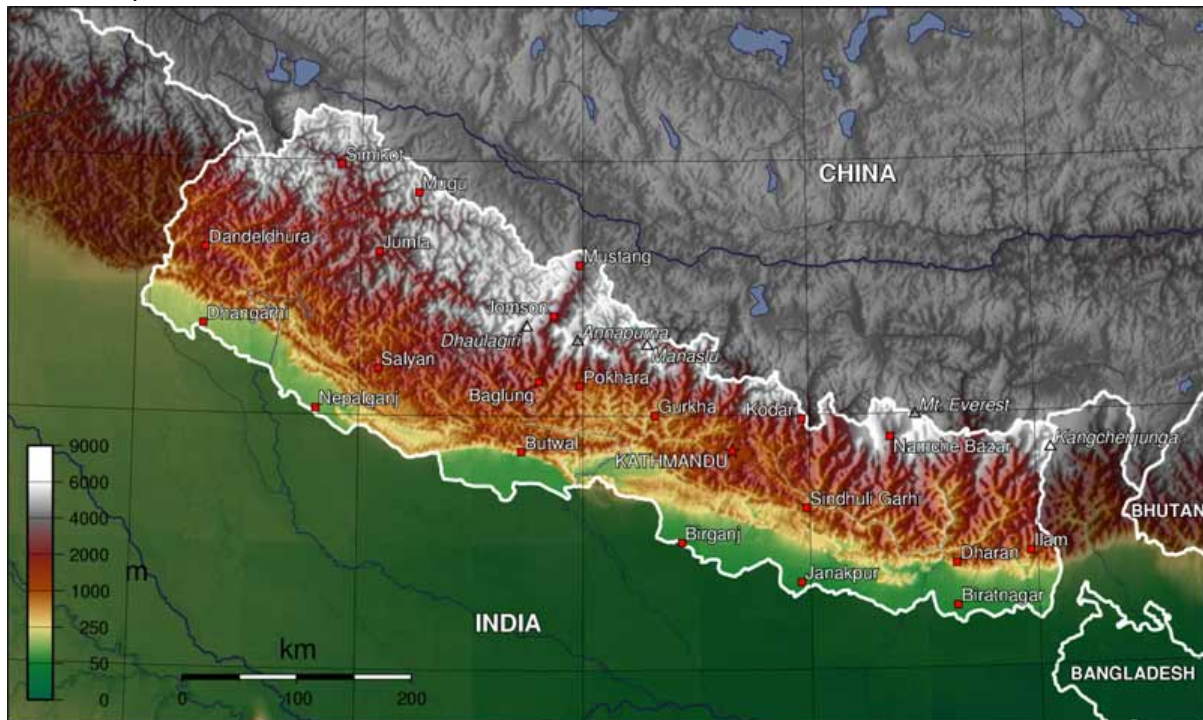 CHINA
Simikot
Mugu
Dandeldhura
Jumla
Mustang
Dhangarhi
Jomson
Dhaulagiri
Annapurna
Manaslu
Salyan
Baglung
Pokhara
Nepalganj
Gurkha
Kodari
Mt. Everest
Namche Bazar
Kangchenjunga
Butwal
KATHMANDU
Sindhuli Garhi
BHUTAN
Birganj
Dharan
Ilam
Janakpur
Biratnagar
INDIA
BANGLADESH
9000
6000
4000
2000
1000
250
50
0
m
km
0
100
200